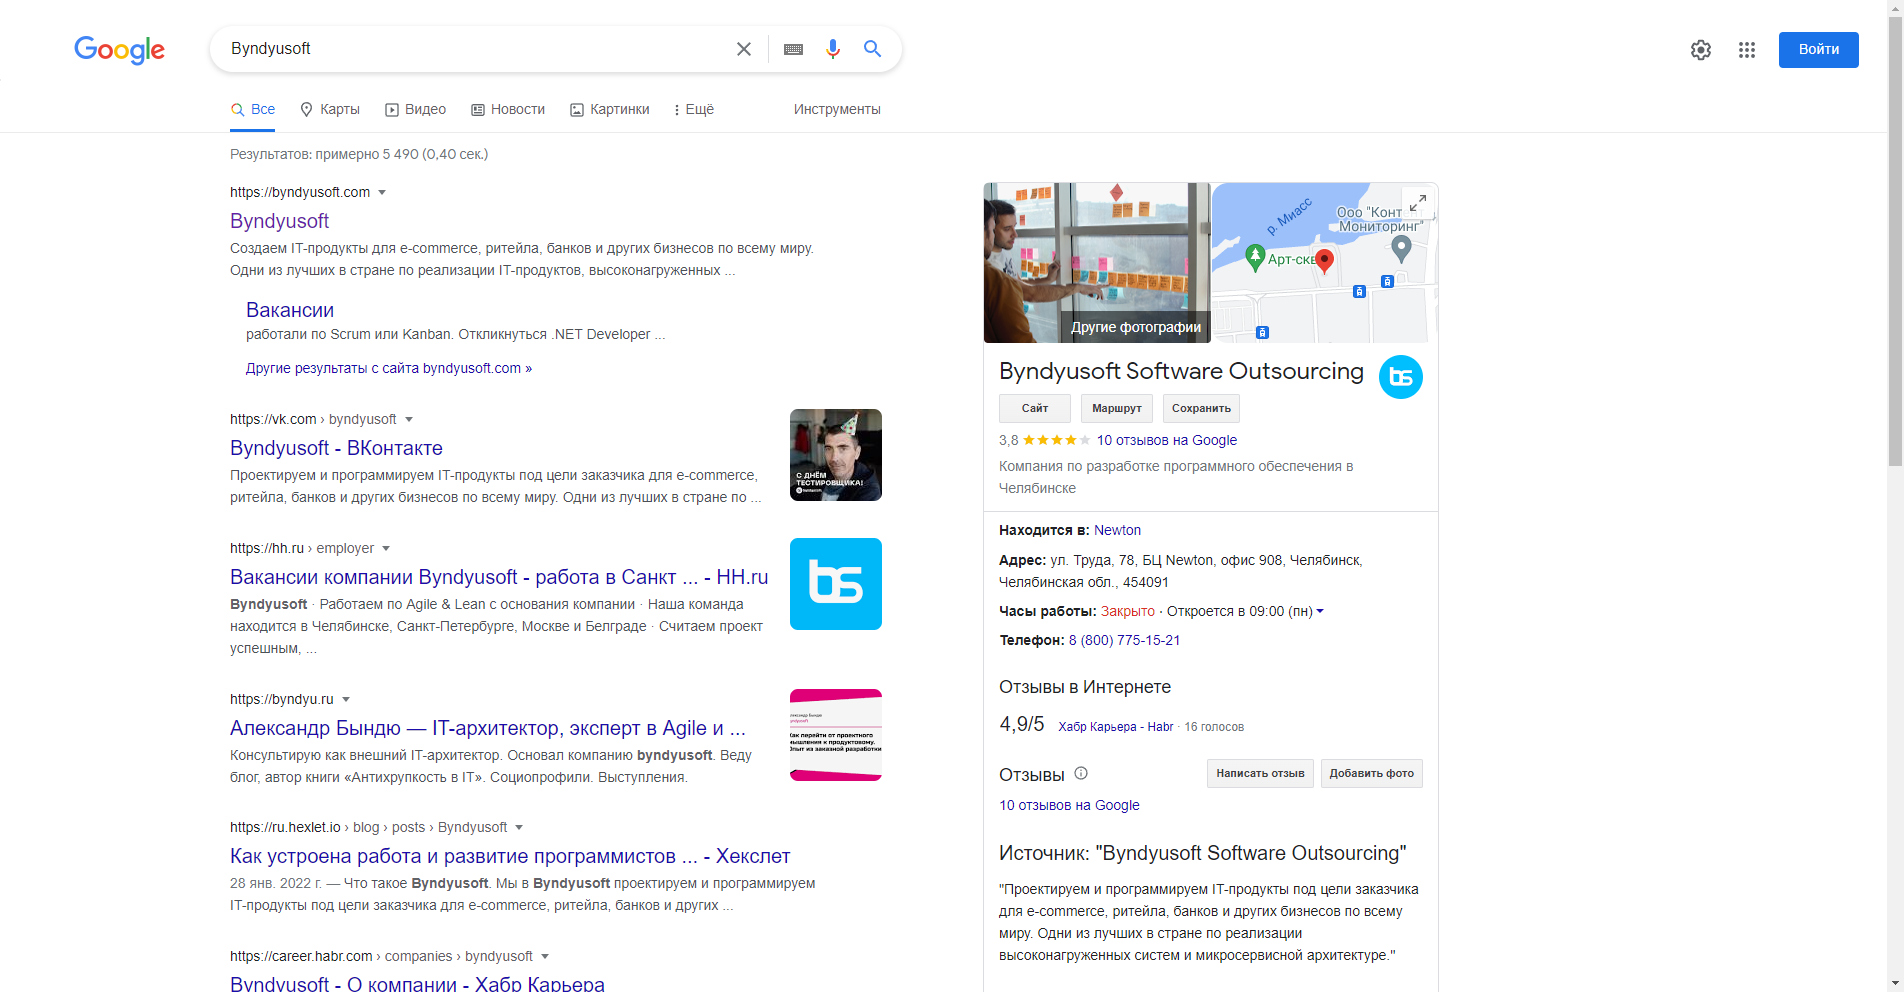 Google
Byndyusoft
Войти
Все
Карты
Видео
Новости
Картинки
Ещё
Инструменты
Результатов: примерно 5 490 (0,40 сек.)
https://byndyusoft.com
Byndyusoft
Создаем IT-продукты для e-commerce, ритейла, банков и других бизнесов по всему миру.
Одни из лучших в стране по реализации IT-продуктов, высоконагруженных ...
Вакансии
работали по Scrum или Kanban. Откликнуться .NET Developer ...
Другие результаты с сайта byndyusoft.com »
https://vk.com › byndyusoft
Byndyusoft - ВКонтакте
Проектируем и программируем IT-продукты под цели заказчика для e-commerce,
ритейла, банков и других бизнесов по всему миру. Одни из лучших в стране по ...
С ДНЁМ
ТЕСТИРОВЩИКА!
https://hh.ru › employer
Вакансии компании Byndyusoft - работа в Санкт ... - HH.ru
Byndyusoft · Работаем по Agile & Lean с основания компании · Наша команда
находится в Челябинске, Санкт-Петербурге, Москве и Белграде · Считаем проект
успешным, ...
bs
https://byndyu.ru
Александр Бындю — IT-архитектор, эксперт в Agile и ...
Консультирую как внешний IT-архитектор. Основал компанию byndyusoft. Веду
блог, автор книги «Антихрупкость в IT». Социопрофили. Выступления.
Как перейти от проектного
мышления к продуктовому.
Опыт из заказной разработки
https://ru.hexlet.io › blog › posts › Byndyusoft
Как устроена работа и развитие программистов ... - Хекслет
28 янв. 2022 г. — Что такое Byndyusoft. Мы в Byndyusoft проектируем и программируем
IT-продукты под цели заказчика для e-commerce, ритейла, банков и других ...
https://career.habr.com › companies › byndyusoft
Byndyusoft - О компании - Хабр Карьера
Другие фотографии
р. Миасс
Ооо "Конт
Мониторинг"
Арт-скв
Byndyusoft Software Outsourcing
bs
Сайт
Маршрут
Сохранить
3,8
10 отзывов на Google
Компания по разработке программного обеспечения в
Челябинске
Находится в: Newton
Адрес: ул. Труда, 78, БЦ Newton, офис 908, Челябинск,
Челябинская обл., 454091
Часы работы: Закрыто · Откроется в 09:00 (пн)
Телефон: 8 (800) 775-15-21
Отзывы в Интернете
4,9/5 Хабр Карьера - Habr · 16 голосов
Отзывы
Написать отзыв
Добавить фото
10 отзывов на Google
Источник: "Byndyusoft Software Outsourcing"
"Проектируем и программируем IT-продукты под цели заказчика
для e-commerce, ритейла, банков и других бизнесов по всему
миру. Одни из лучших в стране по реализации
высоконагруженных систем и микросервисной архитектуре."